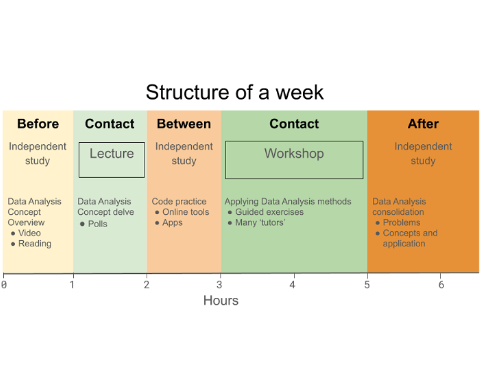 Structure of a week
Before
Contact
Between
Contact
After
Independent
study
Lecture
Independent
study
Workshop
Independent
study
Data Analysis
Concept
Overview
● Video
● Reading
Data Analysis
Concept delve
● Polls
Code practice
● Online tools
● Apps
Applying Data Analysis methods
● Guided exercises
● Many 'tutors'
Data Analysis
consolidation
● Problems
● Concepts and
application
0 1 2 3 4 5 6
Hours